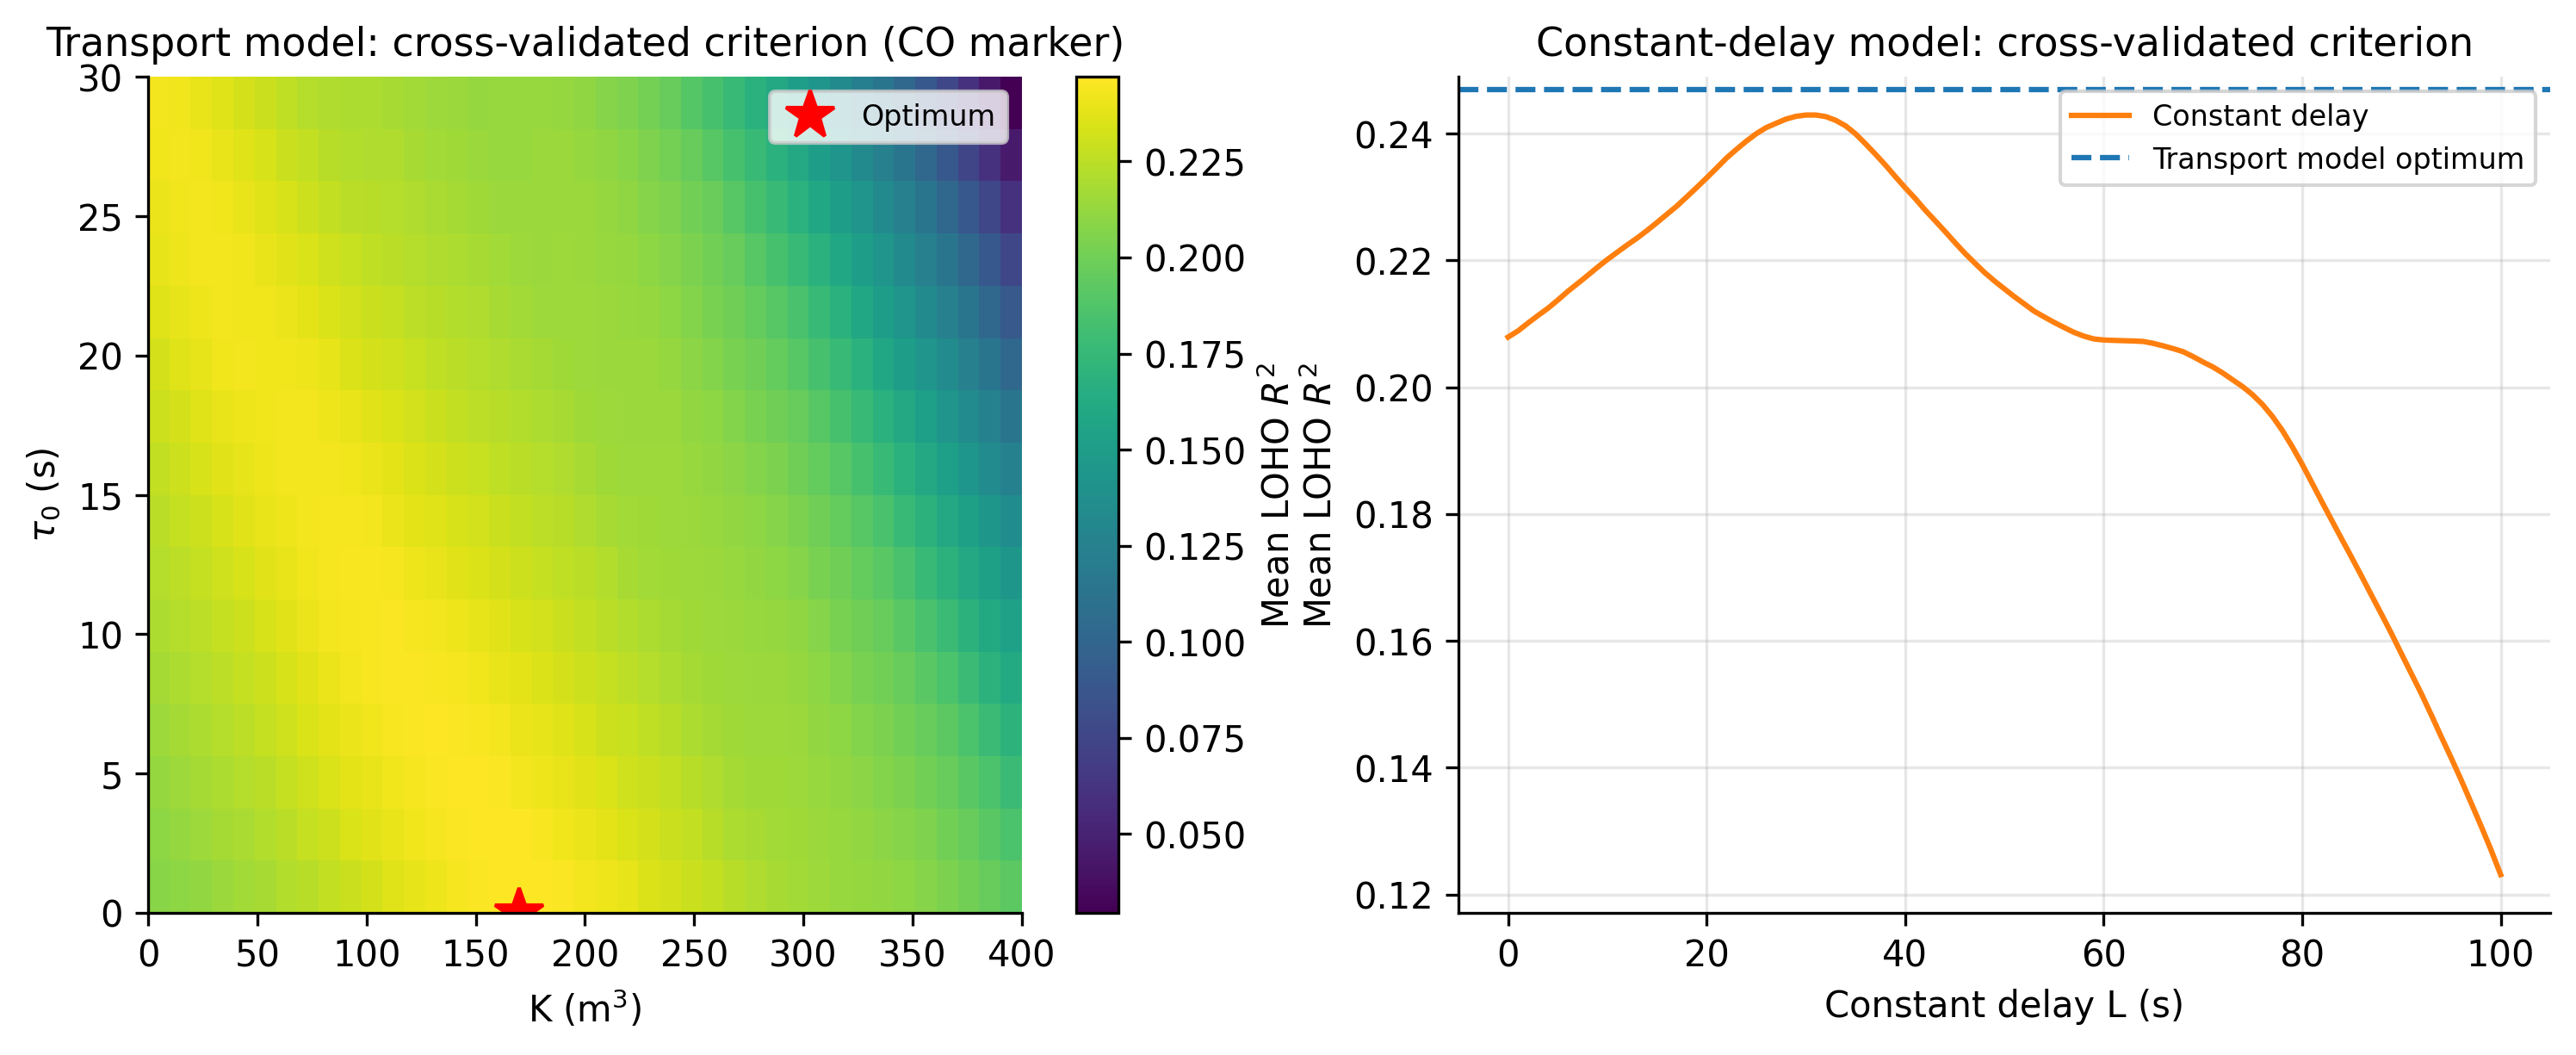 Transport model: cross-validated criterion (CO marker)
30
25
20
15
10
5
0
τ₀ (s)
0 50 100 150 200 250 300 350 400
K (m³)
Optimum
0.225
0.200
0.175
0.150
0.125
0.100
0.075
0.050
Mean LOHO R²
Constant-delay model: cross-validated criterion
Mean LOHO R²
0.24
0.22
0.20
0.18
0.16
0.14
0.12
0 20 40 60 80 100
Constant delay L (s)
Constant delay
Transport model optimum